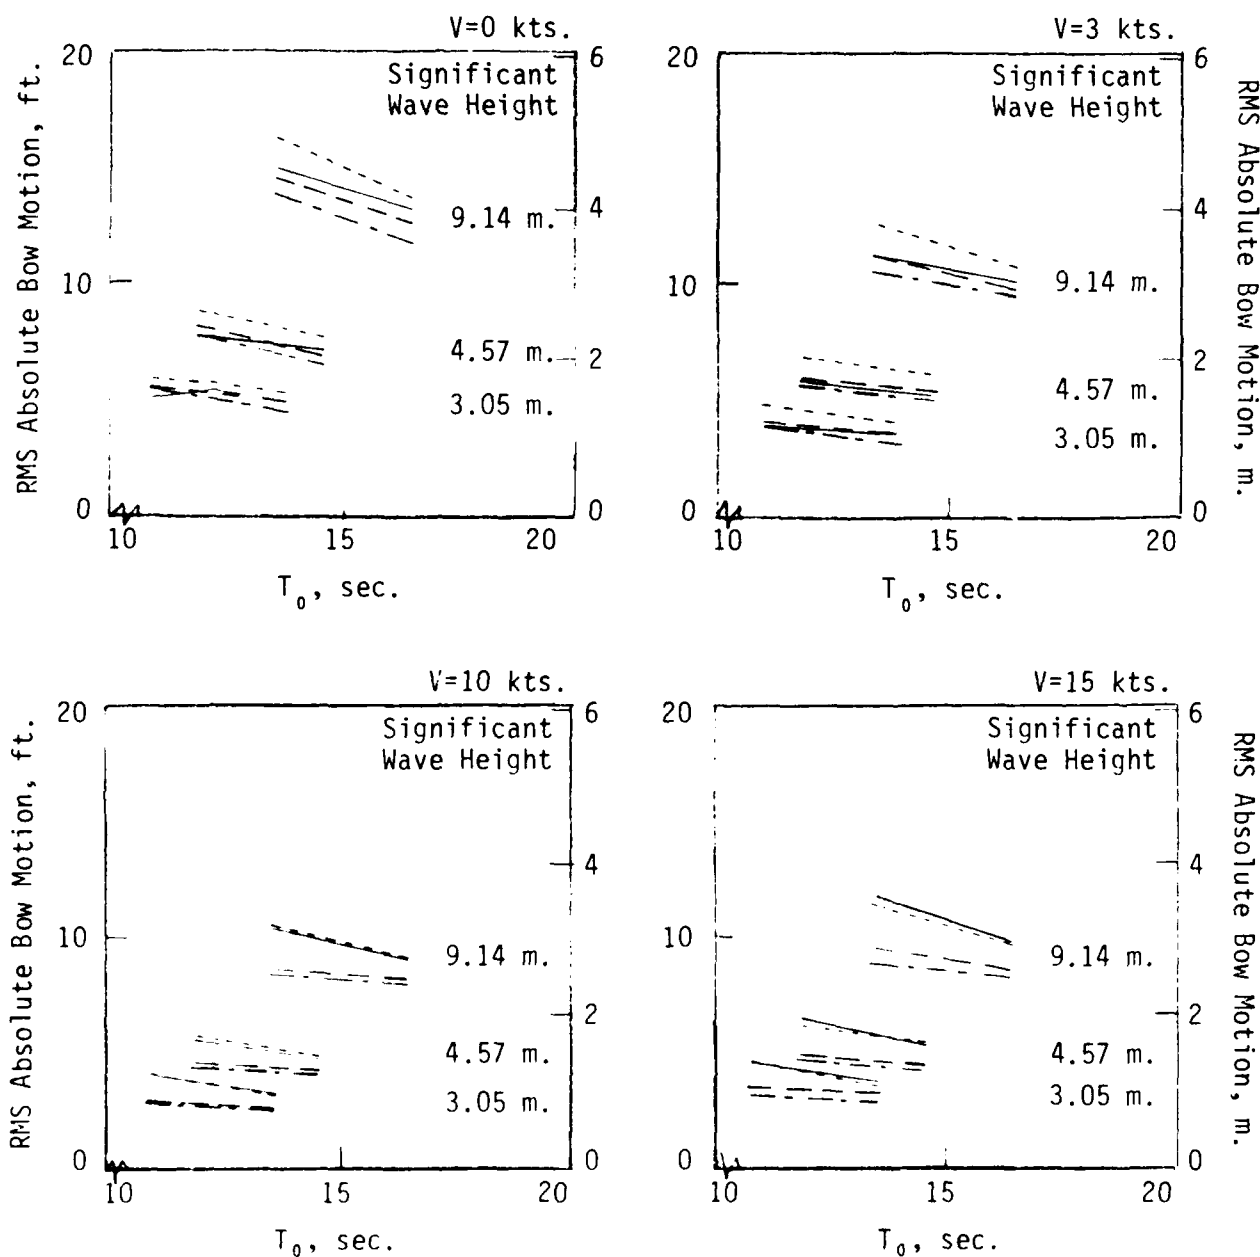 V=0 kts.
RMS Absolute Bow Motion, ft.
20
10
0
Significant
Wave Height
9.14 m.
4.57 m.
3.05 m.
6
4
2
0
10
15
20
T₀, sec.
V=3 kts.
20
10
0
Significant
Wave Height
9.14 m.
4.57 m.
3.05 m.
6
4
2
0
RMS Absolute Bow Motion, m.
10
15
20
T₀, sec.
V=10 kts.
RMS Absolute Bow Motion, ft.
20
10
0
Significant
Wave Height
9.14 m.
4.57 m.
3.05 m.
6
4
2
0
10
15
20
T₀, sec.
V=15 kts.
20
10
0
Significant
Wave Height
9.14 m.
4.57 m.
3.05 m.
6
4
2
0
RMS Absolute Bow Motion, m.
10
15
20
T₀, sec.